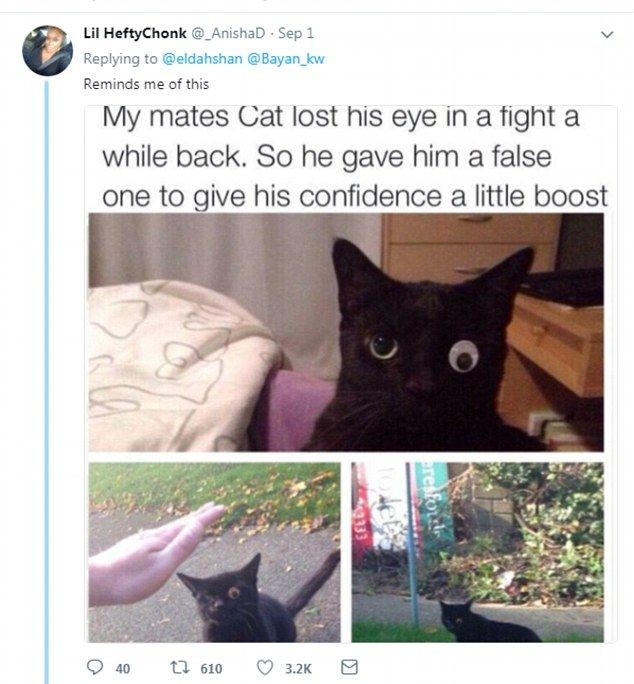 Lil HeftyChonk @_AnishaD · Sep 1
Replying to @eldahshan @Bayan_kw
Reminds me of this
My mates Cat lost his eye in a fight a
while back. So he gave him a false
one to give his confidence a little boost
To Let
40 610 3.2K